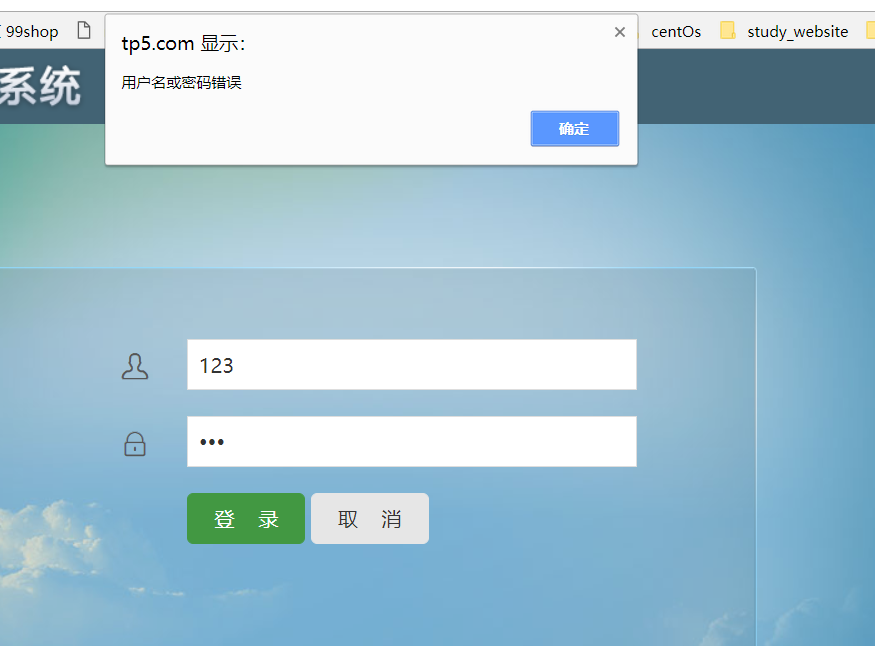 99shop
centOs
study_website
系统
tp5.com 显示：
用户名或密码错误
确定
123
•••
登 录
取 消